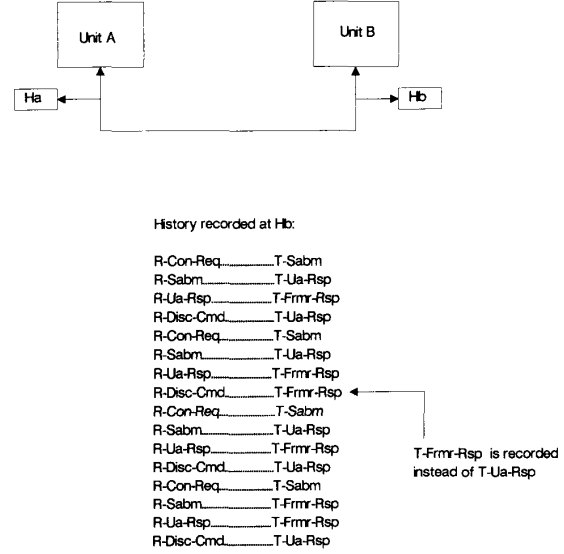 Unit A
Unit B
Ha
Hb
History recorded at Hb:
R-Con-Req..............T-Sabm
R-Sabm....................T-Ua-Rsp
R-Ua-Rsp.................T-Frmr-Rsp
R-Disc-Cmd.............T-Ua-Rsp
R-Con-Req..............T-Sabm
R-Sabm....................T-Ua-Rsp
R-Ua-Rsp.................T-Frmr-Rsp
R-Disc-Cmd.............T-Frmr-Rsp
R-Con-Req..............T-Sabm
R-Sabm....................T-Ua-Rsp
R-Ua-Rsp.................T-Frmr-Rsp
R-Disc-Cmd.............T-Ua-Rsp
R-Con-Req..............T-Sabm
R-Sabm....................T-Frmr-Rsp
R-Ua-Rsp.................T-Frmr-Rsp
R-Disc-Cmd.............T-Ua-Rsp
T-Frmr-Rsp is recorded
instead of T-Ua-Rsp